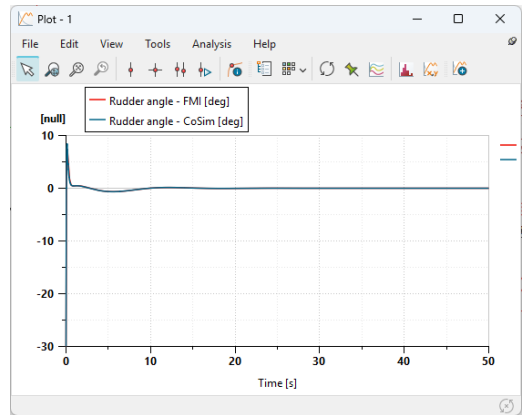 Plot - 1
File Edit View Tools Analysis Help
Rudder angle - FMI [deg]
Rudder angle - CoSim [deg]
[null]
10
0
-10
-20
-30
0 10 20 30 40 50
Time [s]